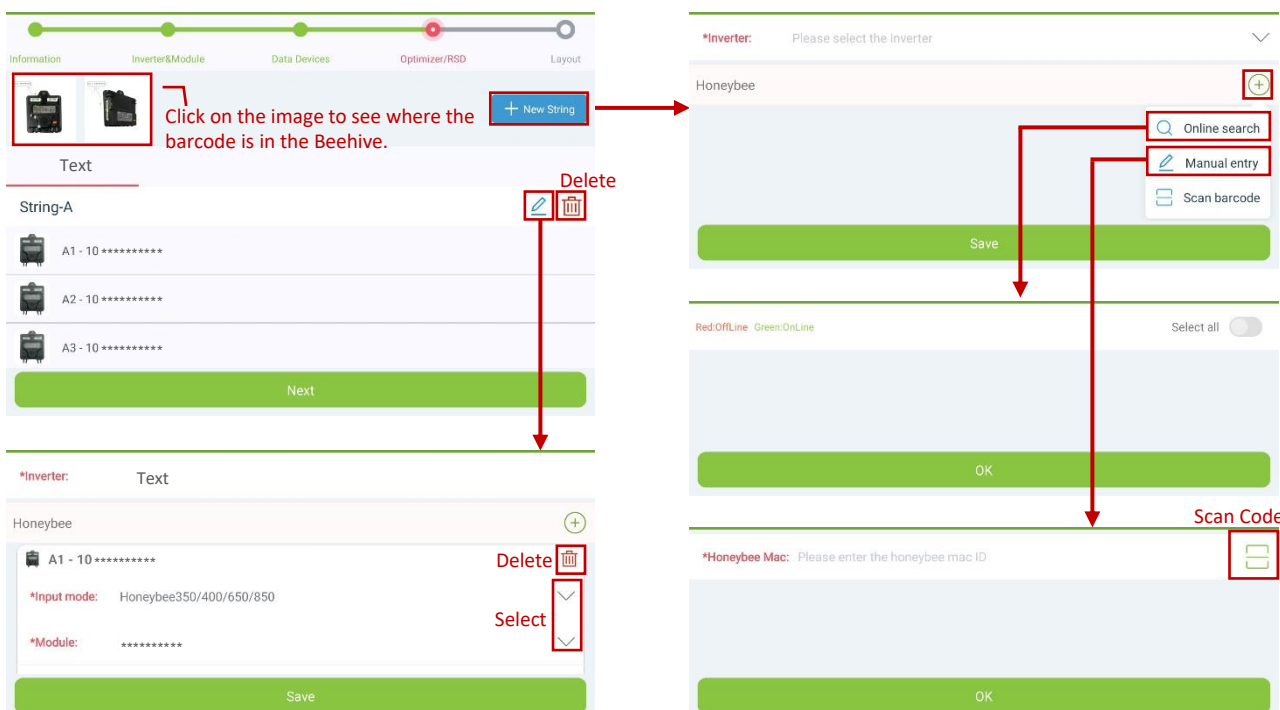 Information Inverter&Module Data Devices Optimizer/RSD Layout
Click on the image to see where the
barcode is in the Beehive.
+ New String
Text
Delete
String-A
A1 - 10 **********
A2 - 10 **********
A3 - 10 **********
Next
*Inverter: Text
Honeybee
A1 - 10 **********
Delete
*Input mode: Honeybee350/400/650/850
Select
*Module: **********
Save
*Inverter: Please select the Inverter
Honeybee
Online search
Manual entry
Scan barcode
Save
Red:OffLine Green:OnLine Select all
OK
Scan Code
*Honeybee Mac: Please enter the honeybee mac ID
OK